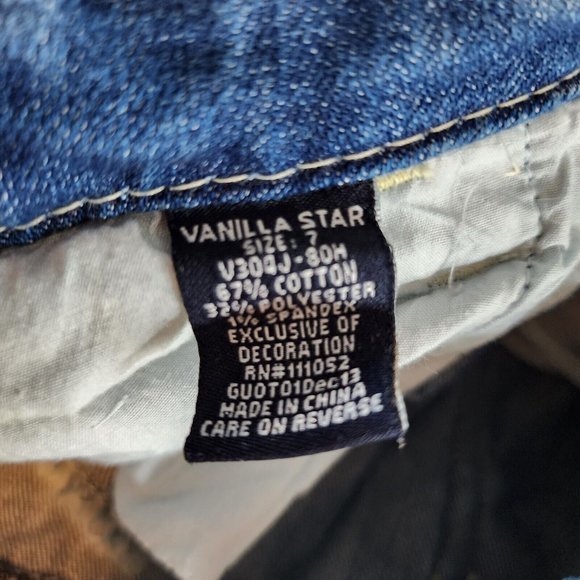 VANILLA STAR
SIZE: 7
V304J-80H
67% COTTON
32% POLYESTER
1% SPANDEX
EXCLUSIVE OF
DECORATION
RN#111052
GUOT01Dec13
MADE IN CHINA
CARE ON REVERSE